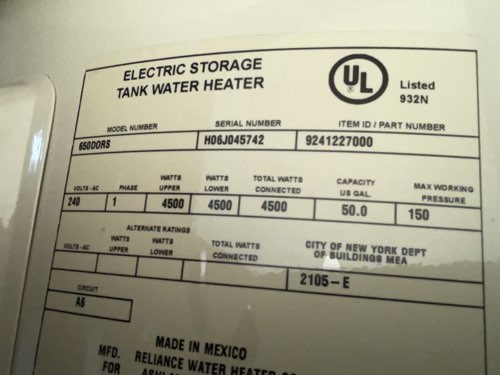 ELECTRIC STORAGE
TANK WATER HEATER
UL
Listed
932N
MODEL NUMBER SERIAL NUMBER ITEM ID / PART NUMBER
650DORS H06J045742 9241227000
VOLTS - AC PHASE WATTS UPPER WATTS LOWER TOTAL WATTS CONNECTED CAPACITY US GAL. MAX WORKING PRESSURE
240 1 4500 4500 4500 50.0 150
ALTERNATE RATINGS
VOLTS - AC WATTS UPPER WATTS LOWER TOTAL WATTS CONNECTED
CITY OF NEW YORK DEPT
OF BUILDINGS MEA
2105-E
CIRCUIT
A6
MADE IN MEXICO
MFD. RELIANCE WATER HEATER
FOR